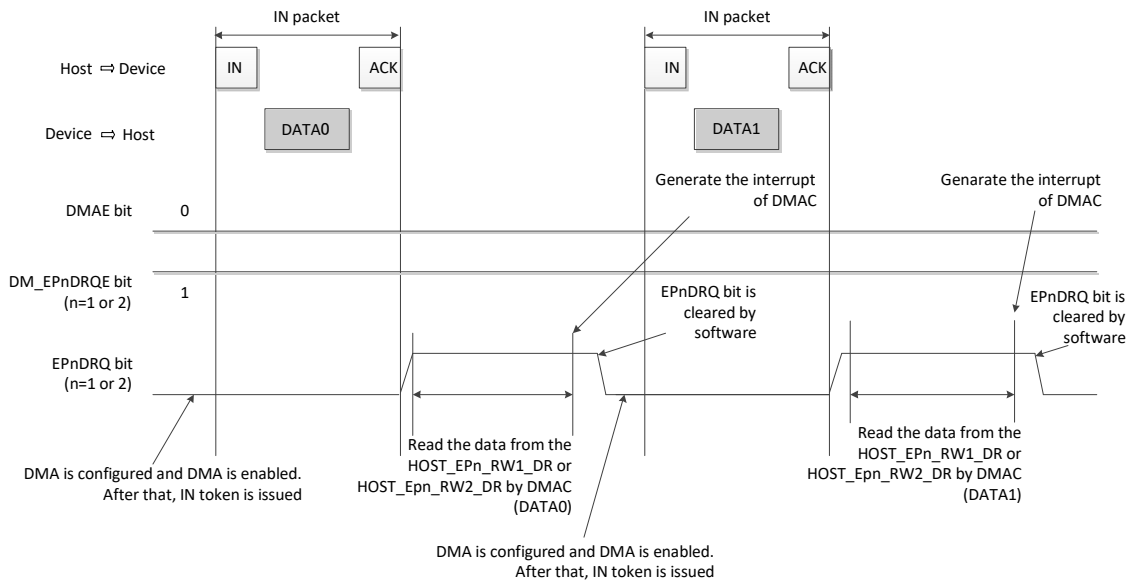 IN packet
IN packet
Host ⇨ Device
IN
ACK
IN
ACK
Device ⇨ Host
DATA0
DATA1
Generate the interrupt
of DMAC
Genarate the interrupt
of DMAC
DMAE bit
0
DM_EPnDRQE bit
(n=1 or 2)
1
EPnDRQ bit is
cleared by
software
EPnDRQ bit is
cleared by
software
EPnDRQ bit
(n=1 or 2)
DMA is configured and DMA is enabled.
After that, IN token is issued
Read the data from the
HOST_EPn_RW1_DR or
HOST_Epn_RW2_DR by DMAC
(DATA0)
Read the data from the
HOST_EPn_RW1_DR or
HOST_Epn_RW2_DR by DMAC
(DATA1)
DMA is configured and DMA is enabled.
After that, IN token is issued